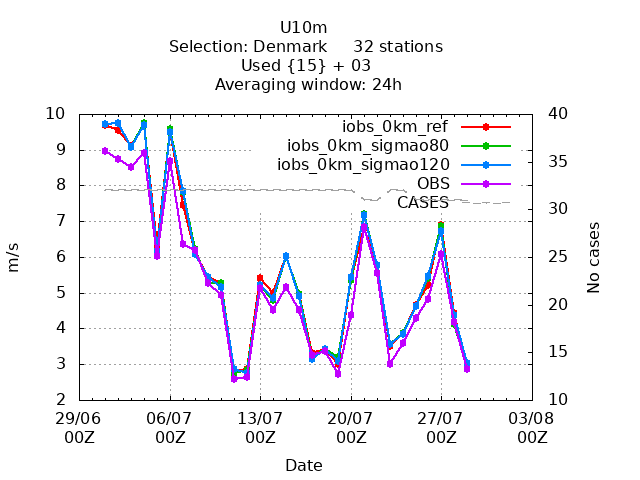 U10m
Selection: Denmark 32 stations
Used {15} + 03
Averaging window: 24h
iobs_0km_ref
iobs_0km_sigmao80
iobs_0km_sigmao120
OBS
CASES
m/s
10
9
8
7
6
5
4
3
2
No cases
40
35
30
25
20
15
10
29/06 06/07 13/07 20/07 27/07 03/08
00Z 00Z 00Z 00Z 00Z 00Z
Date